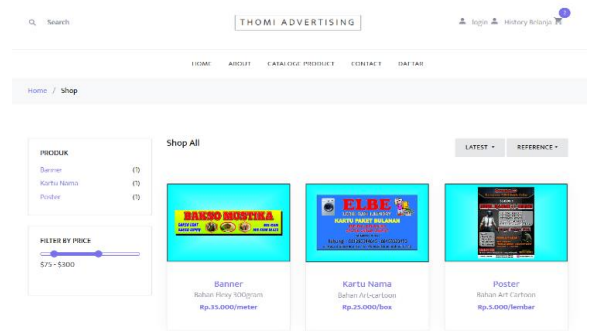 Search
THOMI ADVERTISING
login History Brlanja
HOME ABOUT CATALOGE PRODUCT CONTACT DAFTAR
Home / Shop
PRODUK
Banner (1)
Kartu Nama (1)
Poster (1)
FILTER BY PRICE
$75 - $300
Shop All
LATEST REFERENCE
BAKSO MUSTIKA
ELBE
KARTU PAKET BULANAN
Banner
Bahan Flexy 300gram
Rp.35.000/meter
Kartu Nama
Bahan Art-cartoon
Rp.25.000/box
Poster
Bahan Art Cartoon
Rp.5.000/lembar